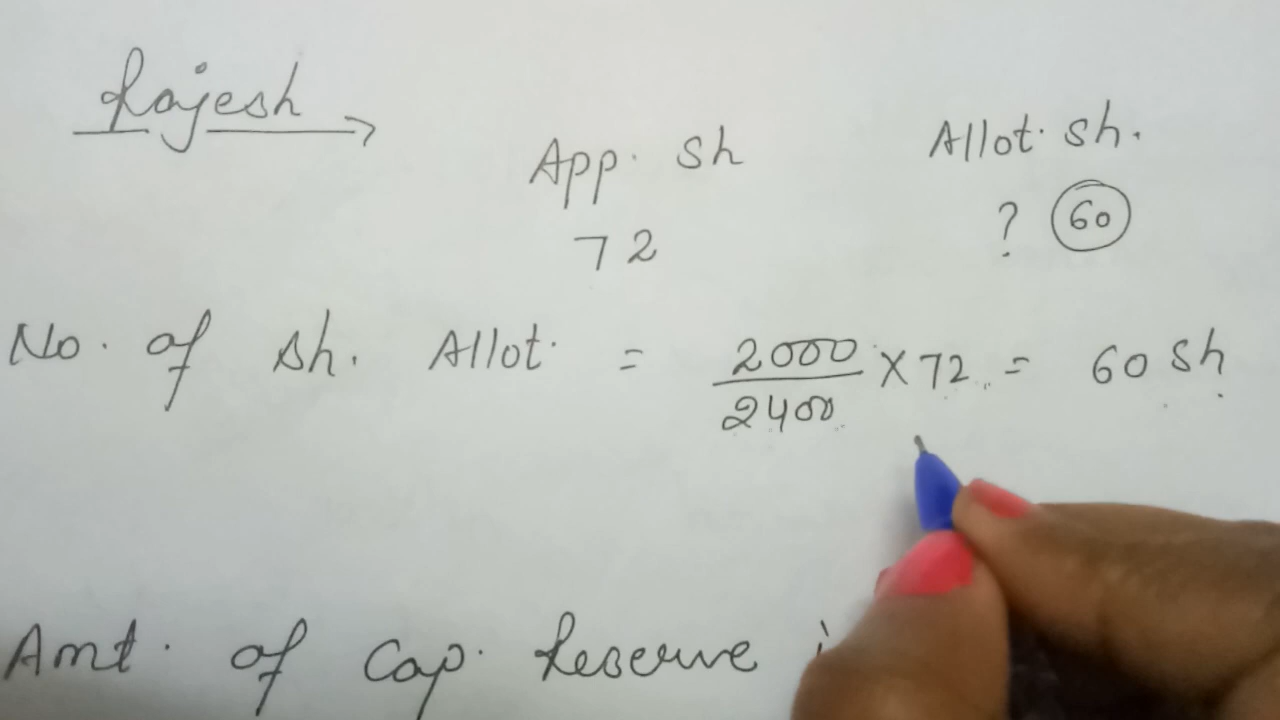 Rajesh →
App. Sh Allot. Sh.
72 ? 60
No. of Sh. Allot. = 2000/2400 X 72 = 60 Sh
Amt. of Cap. Reserve